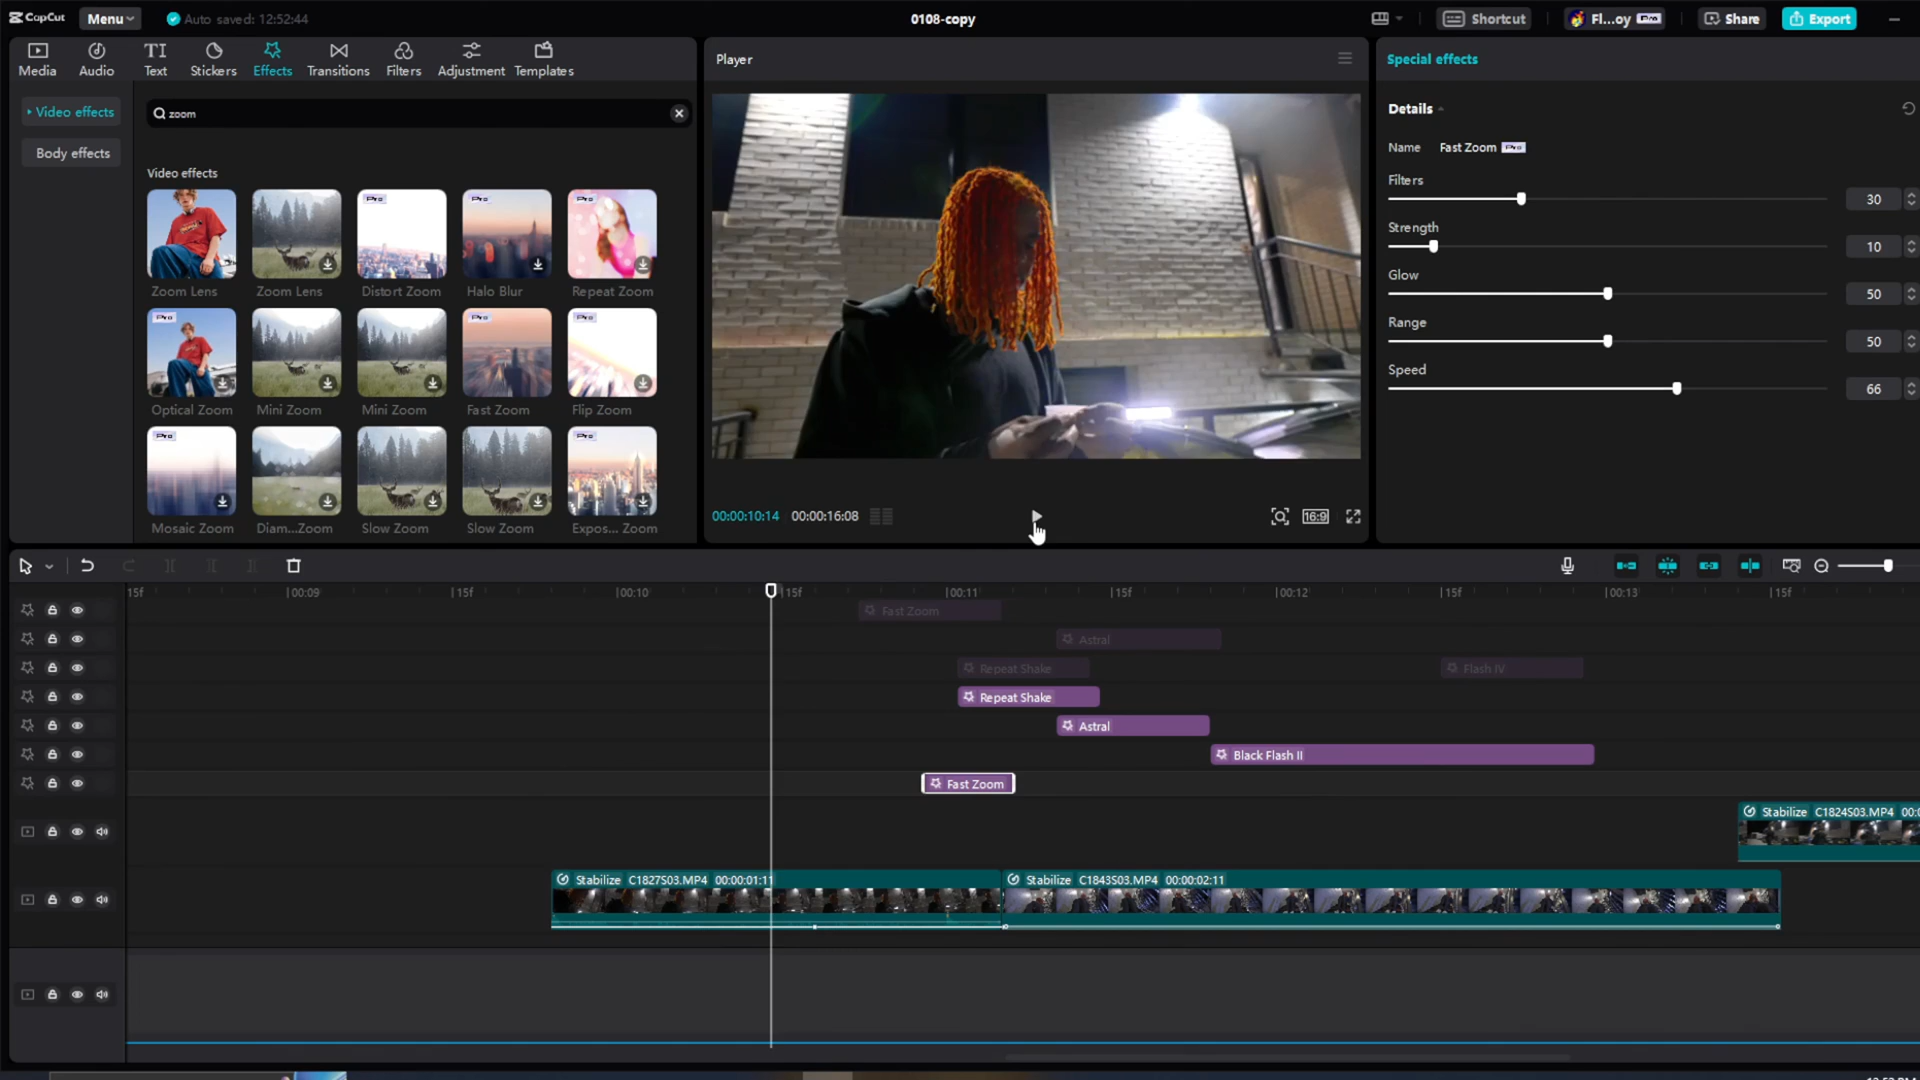 CapCut
Menu
Auto saved: 12:52:44
0108-copy
Shortcut
Fl...oy Pro
Share
Export
Media
Audio
Text
Stickers
Effects
Transitions
Filters
Adjustment
Templates
Player
Special effects
Video effects
Body effects
zoom
Video effects
Pro
Pro
Pro
Zoom Lens
Zoom Lens
Distort Zoom
Halo Blur
Repeat Zoom
Pro
Pro
Pro
Optical Zoom
Mini Zoom
Mini Zoom
Fast Zoom
Flip Zoom
Pro
Pro
Mosaic Zoom
Diam...Zoom
Slow Zoom
Slow Zoom
Expos... Zoom
00:00:10:14
00:00:16:08
16:9
Details
Name Fast Zoom Pro
Filters
30
Strength
10
Glow
50
Range
50
Speed
66
15f
00:09
15f
00:10
15f
00:11
15f
00:12
15f
00:13
15f
Fast Zoom
Astral
Repeat Shake
Flash IV
Repeat Shake
Astral
Black Flash II
Fast Zoom
Stabilize C1824S03.MP4
Stabilize C1827S03.MP4 00:00:01:11
Stabilize C1843S03.MP4 00:00:02:11